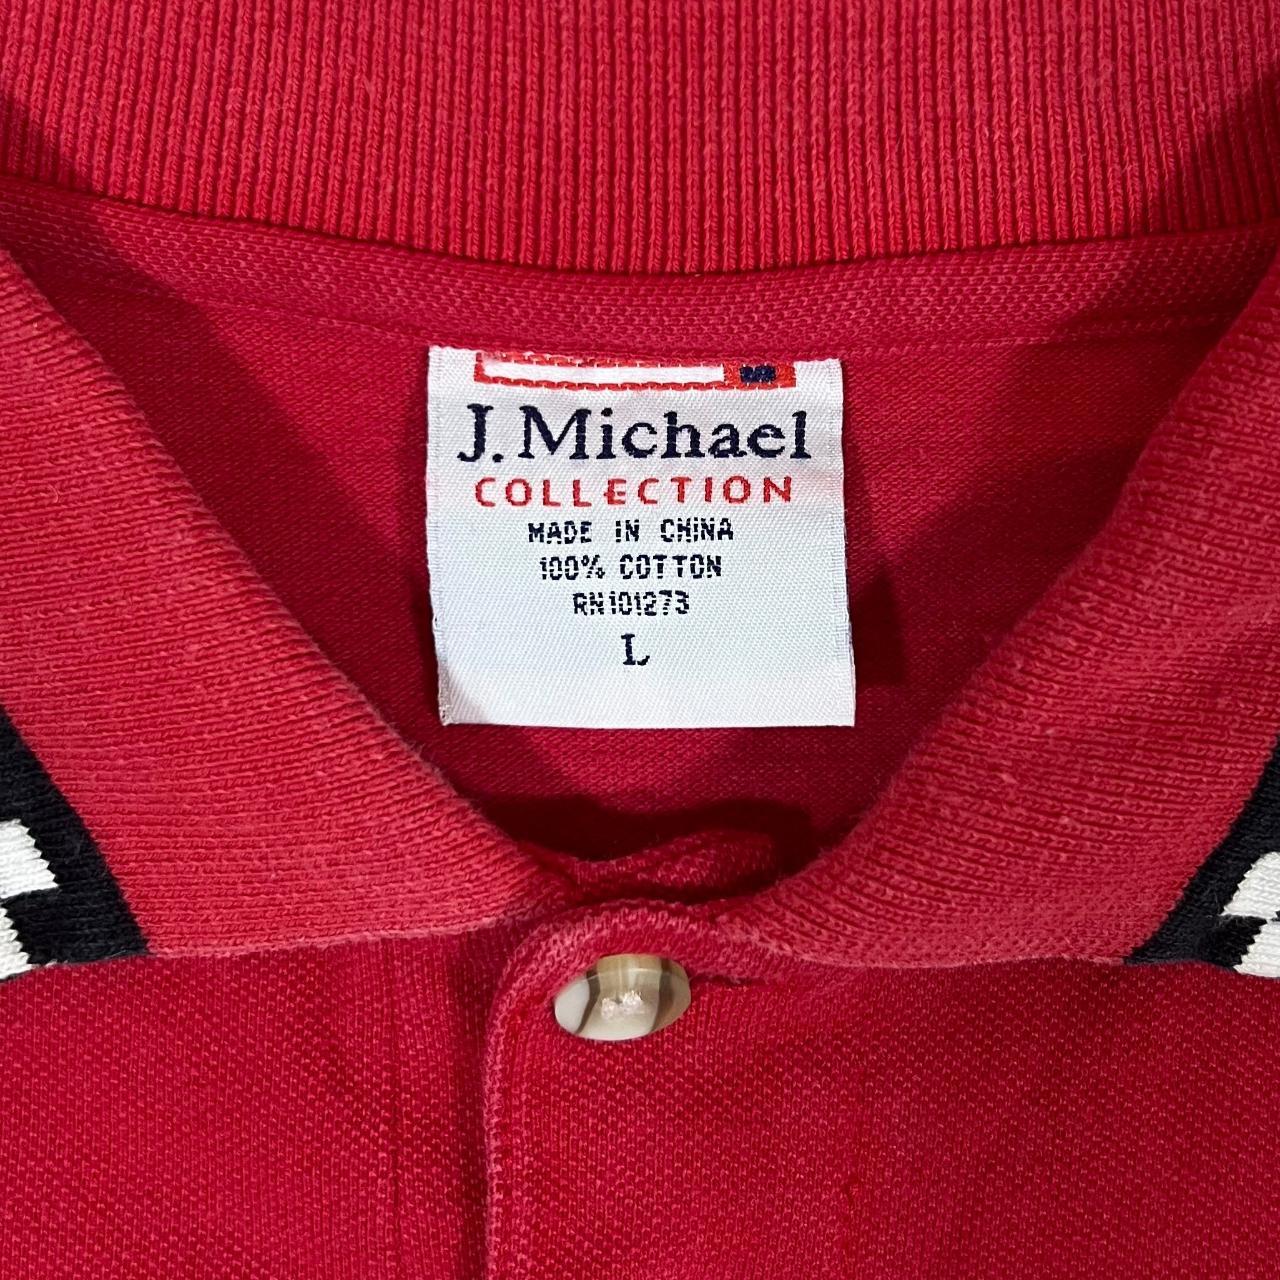 J. Michael
COLLECTION
MADE IN CHINA
100% COTTON
RN101273
L